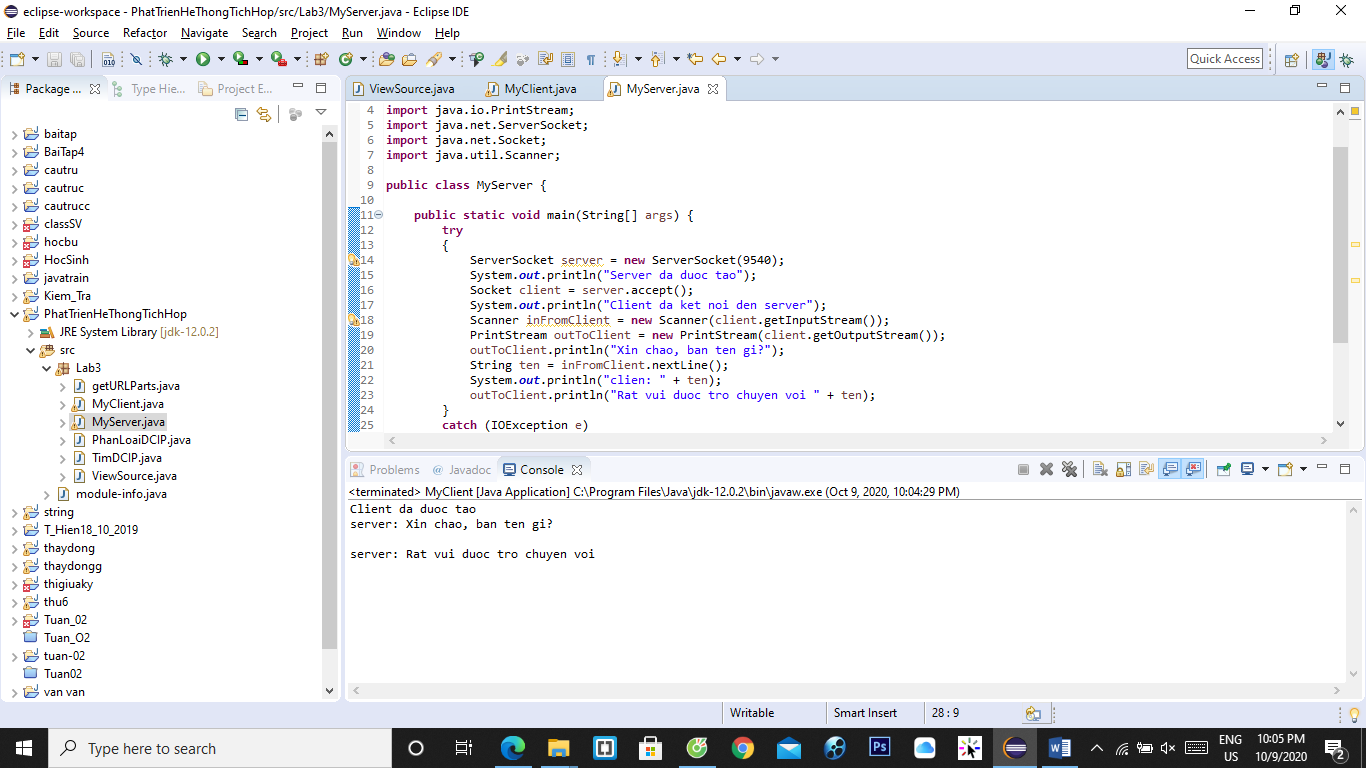 eclipse-workspace - PhatTrienHeThongTichHop/src/Lab3/MyServer.java - Eclipse IDE
File Edit Source Refactor Navigate Search Project Run Window Help
Quick Access
Package ... Type Hie... Project E...
baitap
BaiTap4
cautru
cautruc
cautrucc
classSV
hocbu
HocSinh
javatrain
Kiem_Tra
PhatTrienHeThongTichHop
JRE System Library [jdk-12.0.2]
src
Lab3
getURLParts.java
MyClient.java
MyServer.java
PhanLoaiDCIP.java
TimDCIP.java
ViewSource.java
module-info.java
string
T_Hien18_10_2019
thaydong
thaydongg
thigiuaky
thu6
Tuan_02
Tuan_O2
tuan-02
Tuan02
van van
ViewSource.java MyClient.java MyServer.java
4 import java.io.PrintStream;
5 import java.net.ServerSocket;
6 import java.net.Socket;
7 import java.util.Scanner;
8
9 public class MyServer {
10
11 public static void main(String[] args) {
12 try
13 {
14 ServerSocket server = new ServerSocket(9540);
15 System.out.println("Server da duoc tao");
16 Socket client = server.accept();
17 System.out.println("Client da ket noi den server");
18 Scanner inFromClient = new Scanner(client.getInputStream());
19 PrintStream outToClient = new PrintStream(client.getOutputStream());
20 outToClient.println("Xin chao, ban ten gi?");
21 String ten = inFromClient.nextLine();
22 System.out.println("clien: " + ten);
23 outToClient.println("Rat vui duoc tro chuyen voi " + ten);
24 }
25 catch (IOException e)
Problems @ Javadoc Console
<terminated> MyClient [Java Application] C:\Program Files\Java\jdk-12.0.2\bin\javaw.exe (Oct 9, 2020, 10:04:29 PM)
Client da duoc tao
server: Xin chao, ban ten gi?
server: Rat vui duoc tro chuyen voi
Writable Smart Insert 28 : 9
Type here to search
Ps
ENG
US
10:05 PM
10/9/2020
2